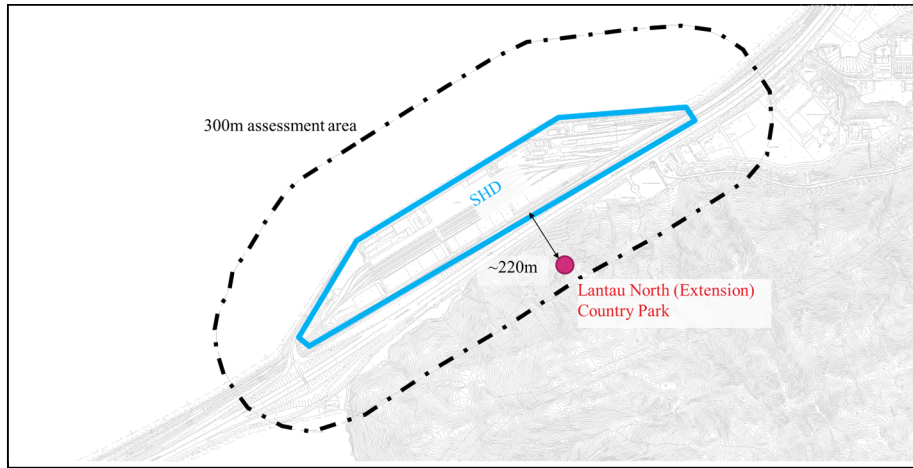 300m assessment area
SHD
~220m
Lantau North (Extension)
Country Park